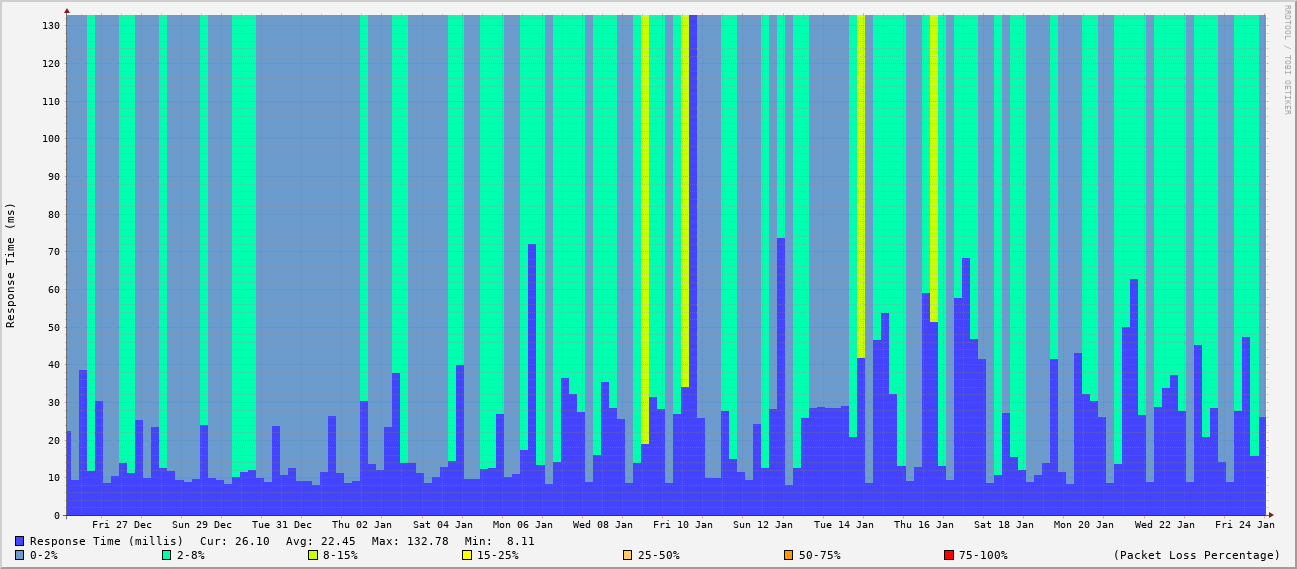 RRDTOOL / TOBI OETIKER
Response Time (ms)
130
120
110
100
90
80
70
60
50
40
30
20
10
0
Fri 27 Dec Sun 29 Dec Tue 31 Dec Thu 02 Jan Sat 04 Jan Mon 06 Jan Wed 08 Jan Fri 10 Jan Sun 12 Jan Tue 14 Jan Thu 16 Jan Sat 18 Jan Mon 20 Jan Wed 22 Jan Fri 24 Jan
Response Time (millis) Cur: 26.10 Avg: 22.45 Max: 132.78 Min: 8.11
0-2% 2-8% 8-15% 15-25% 25-50% 50-75% 75-100% (Packet Loss Percentage)